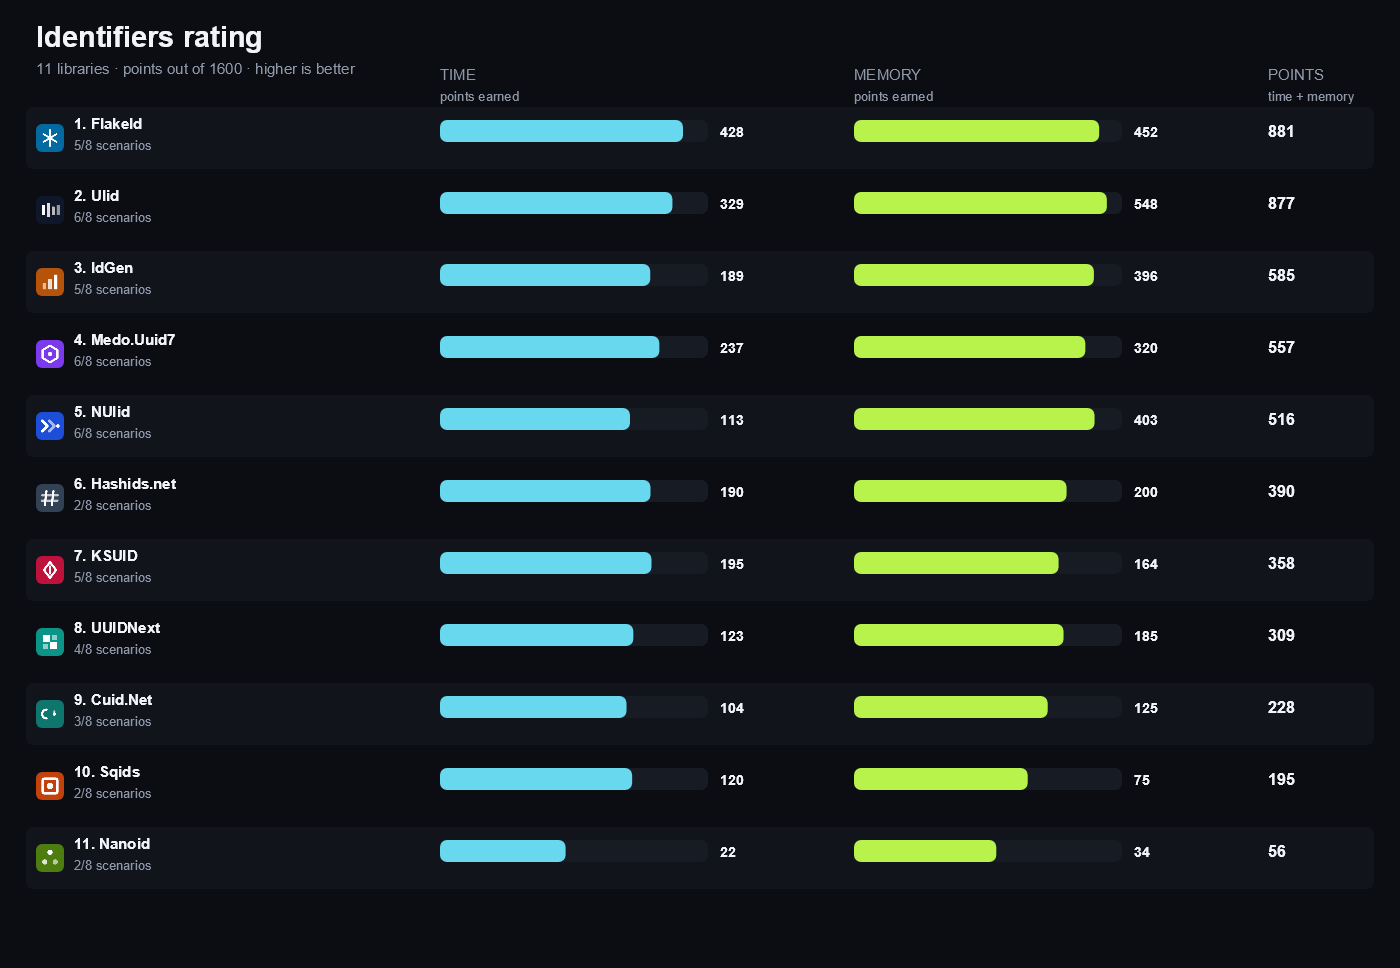 Identifiers rating
11 libraries · points out of 1600 · higher is better
TIME
points earned
MEMORY
points earned
POINTS
time + memory
1. FlakeId
5/8 scenarios
428
452
881
2. Ulid
6/8 scenarios
329
548
877
3. IdGen
5/8 scenarios
189
396
585
4. Medo.Uuid7
6/8 scenarios
237
320
557
5. NUlid
6/8 scenarios
113
403
516
6. Hashids.net
2/8 scenarios
190
200
390
7. KSUID
5/8 scenarios
195
164
358
8. UUIDNext
4/8 scenarios
123
185
309
9. Cuid.Net
3/8 scenarios
104
125
228
10. Sqids
2/8 scenarios
120
75
195
11. Nanoid
2/8 scenarios
22
34
56